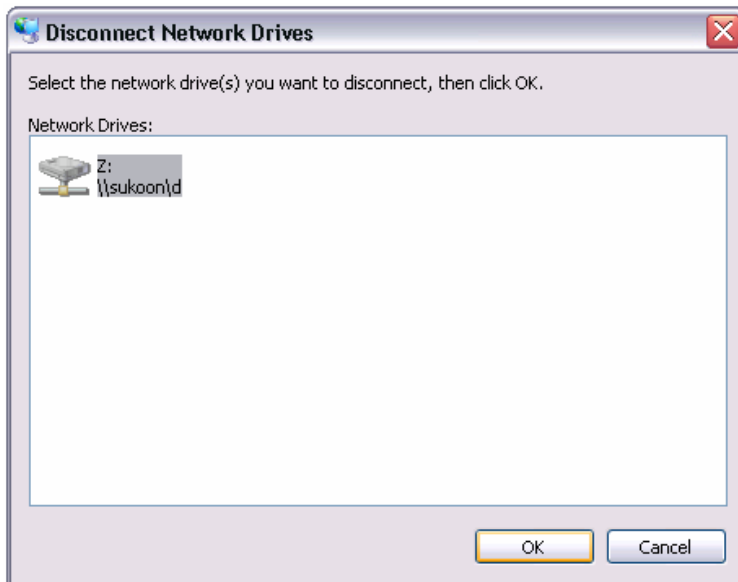 Disconnect Network Drives
Select the network drive(s) you want to disconnect, then click OK.
Network Drives:
Z:
\\sukoon\d
OK
Cancel